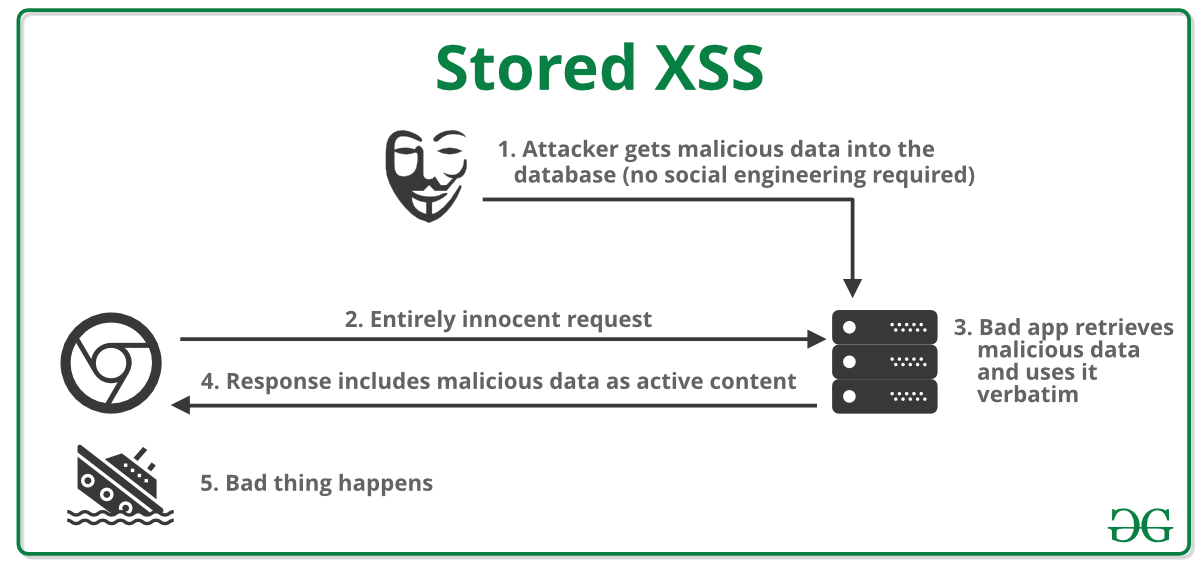 Stored XSS
1. Attacker gets malicious data into the
database (no social engineering required)
2. Entirely innocent request
3. Bad app retrieves
malicious data
and uses it
verbatim
4. Response includes malicious data as active content
5. Bad thing happens